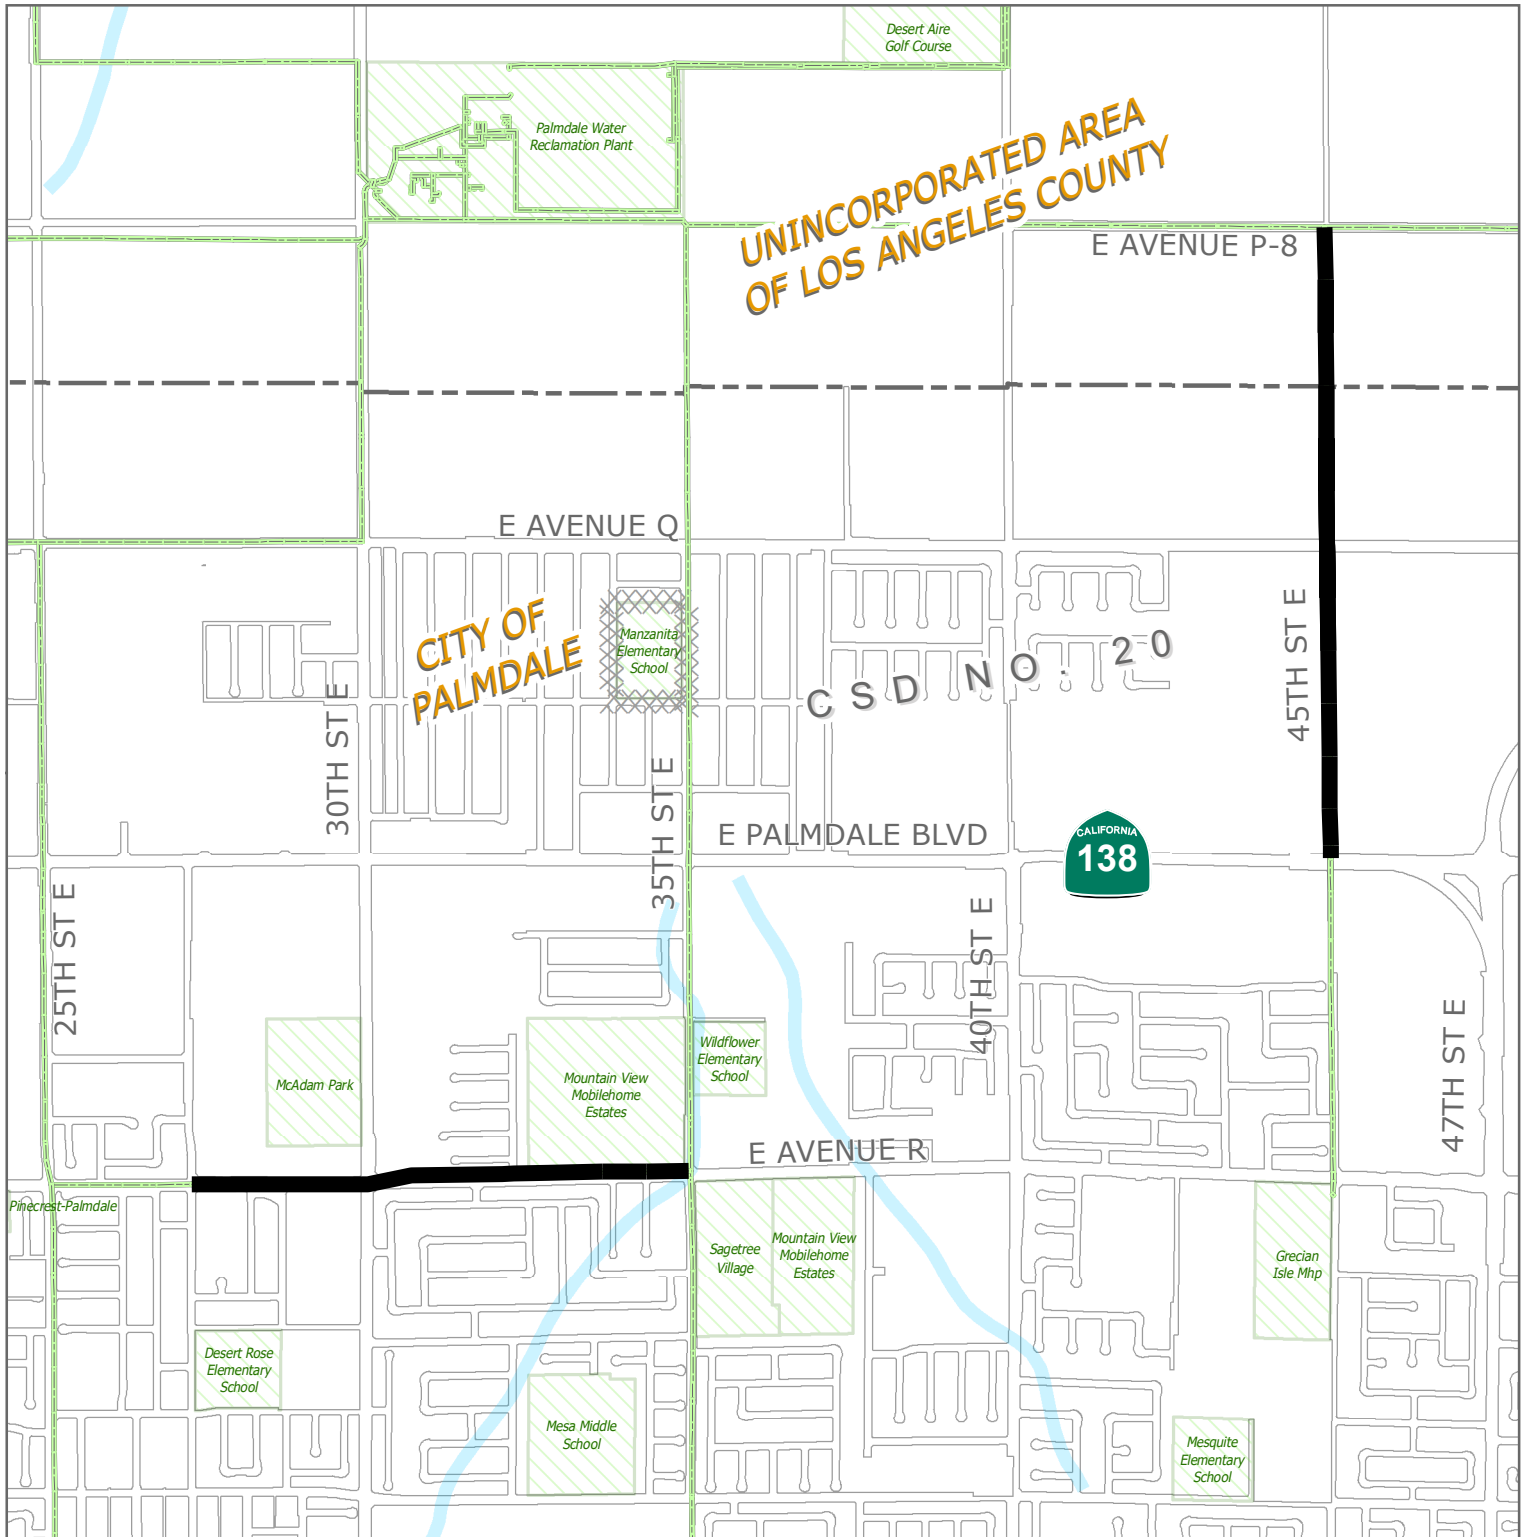 Desert Aire
Golf Course
Palmdale Water
Reclamation Plant
UNINCORPORATED AREA
OF LOS ANGELES COUNTY
E AVENUE P-8
E AVENUE Q
CITY OF
PALMDALE
Manzanita
Elementary
School
CSD NO. 20
45TH ST E
30TH ST E
35TH ST E
E PALMDALE BLVD
CALIFORNIA
138
25TH ST E
40TH ST E
47TH ST E
McAdam Park
Mountain View
Mobilehome
Estates
Wildflower
Elementary
School
E AVENUE R
Pinecrest-Palmdale
Sagetree
Village
Mountain View
Mobilehome
Estates
Grecian
Isle Mhp
Desert Rose
Elementary
School
Mesa Middle
School
Mesquite
Elementary
School